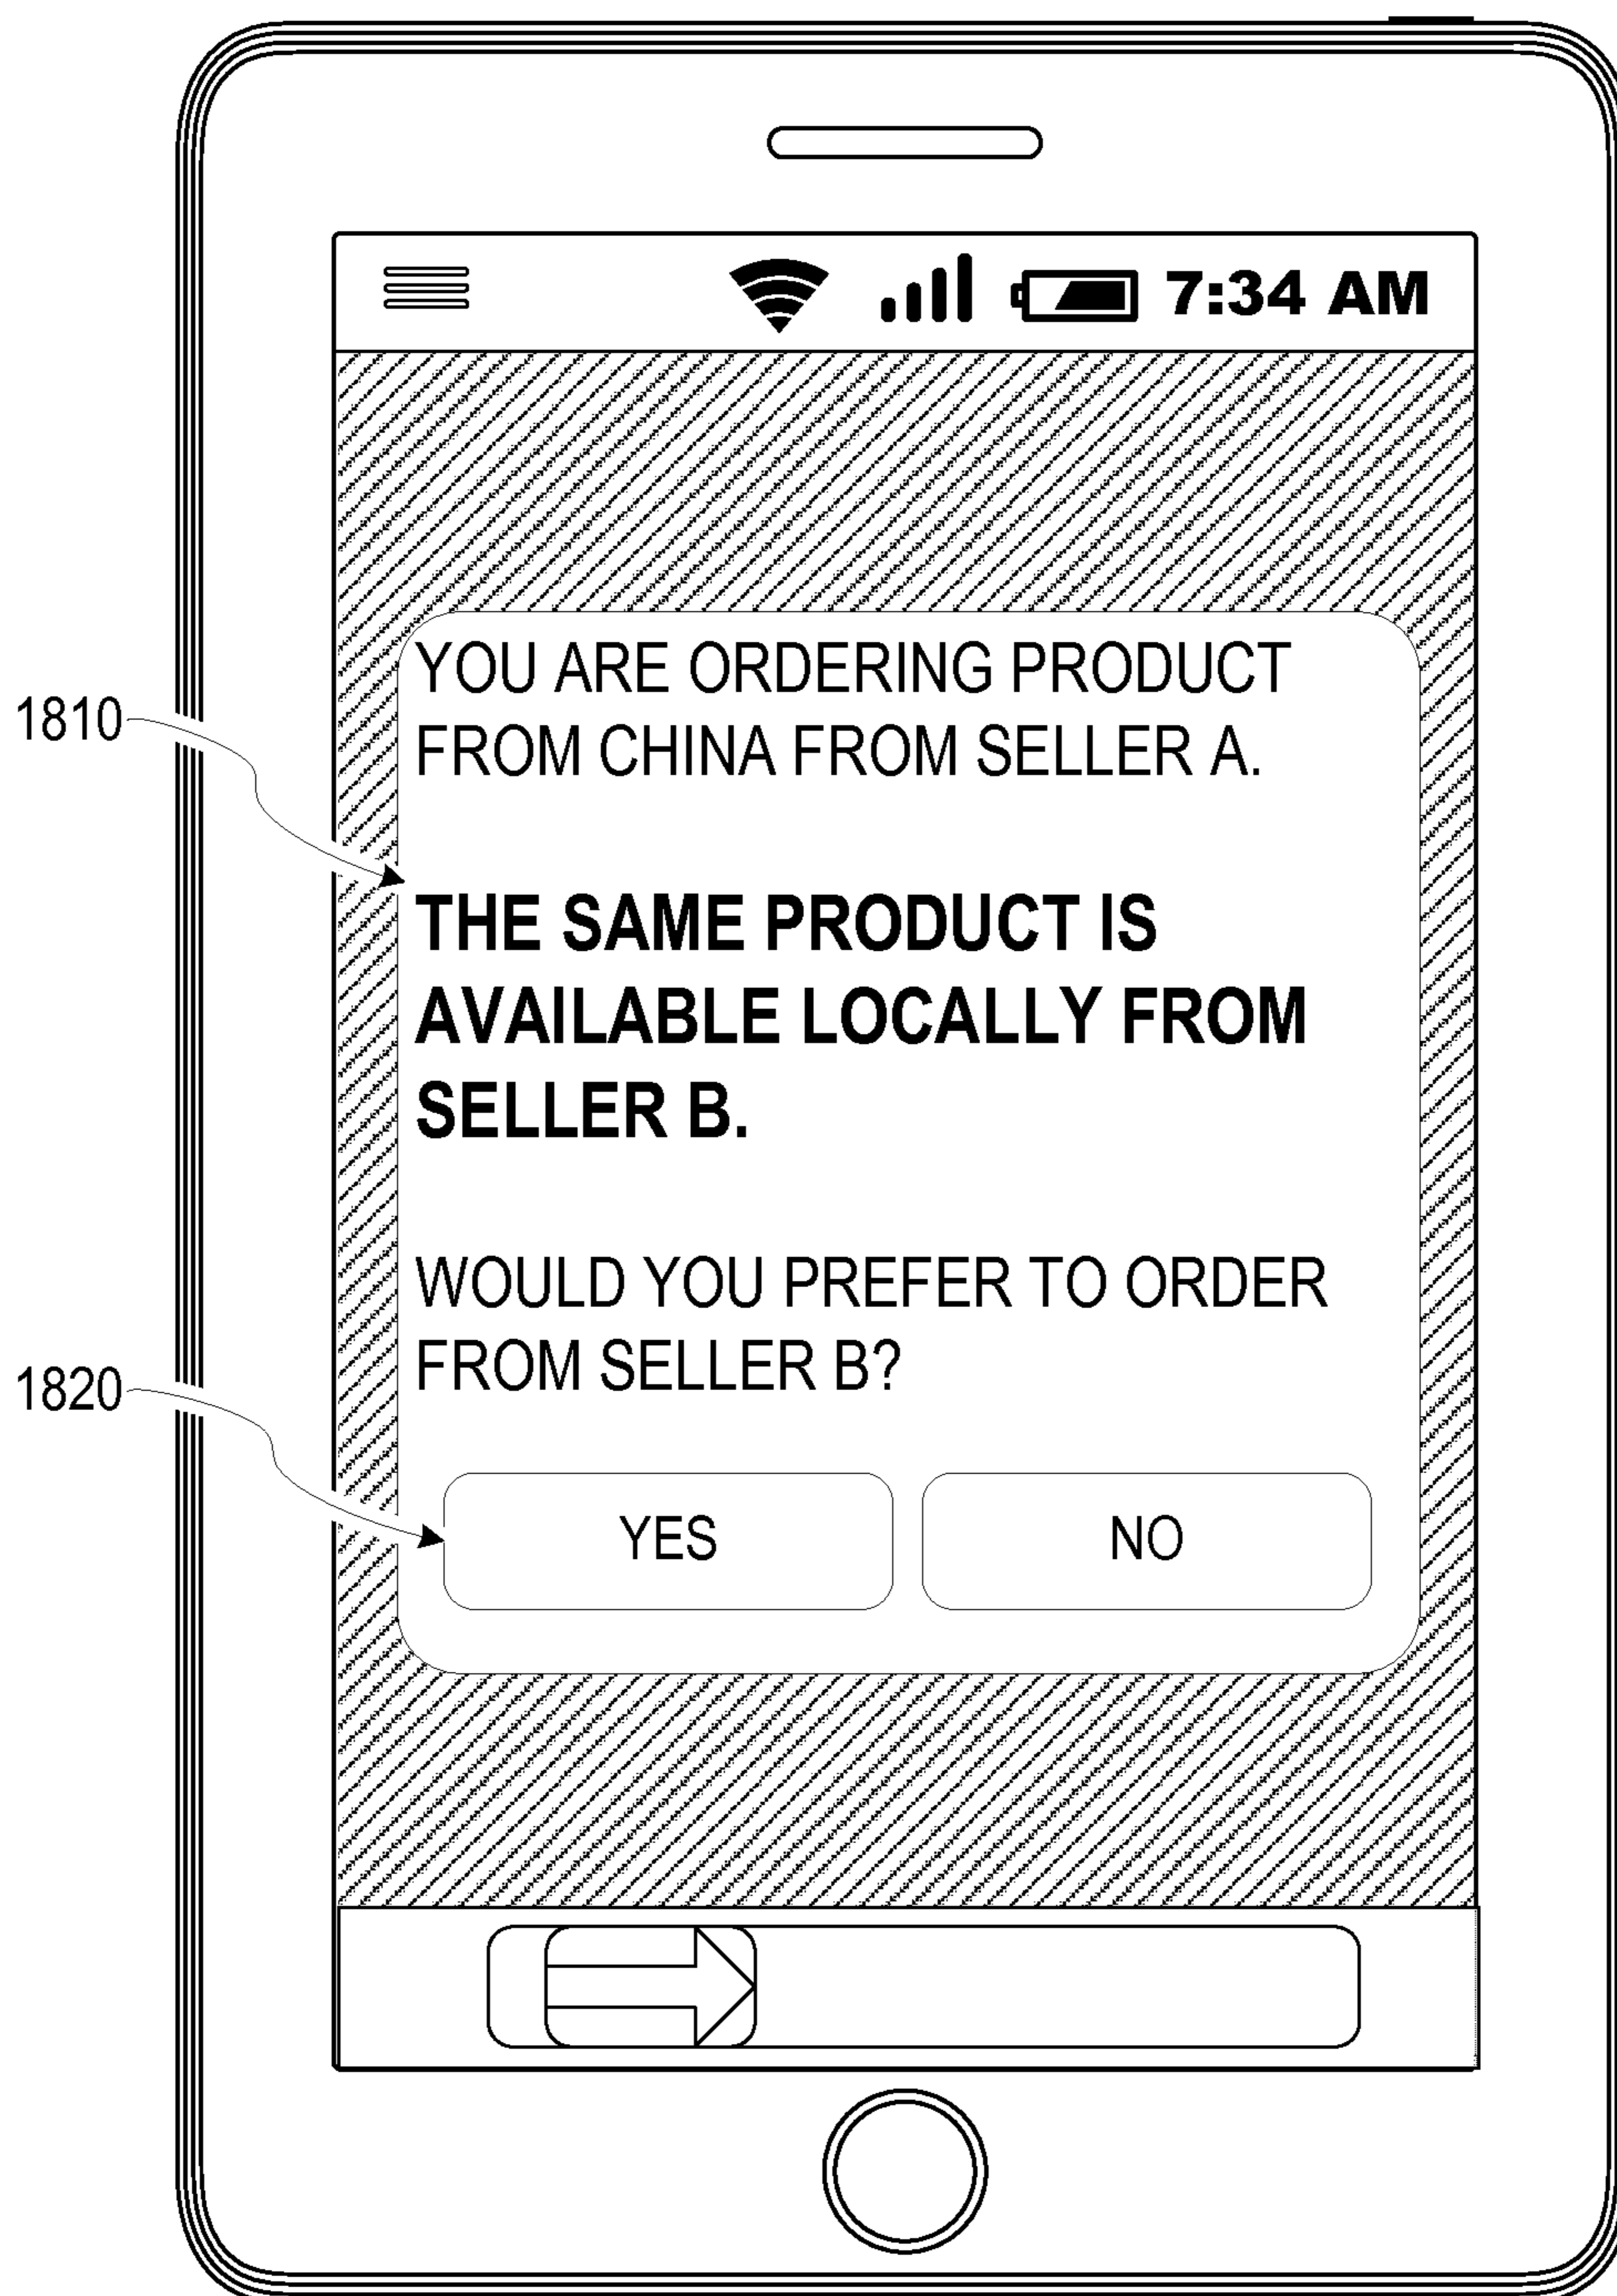 7:34 AM
YOU ARE ORDERING PRODUCT
FROM CHINA FROM SELLER A.
1810
THE SAME PRODUCT IS
AVAILABLE LOCALLY FROM
SELLER B.
WOULD YOU PREFER TO ORDER
FROM SELLER B?
1820
YES NO